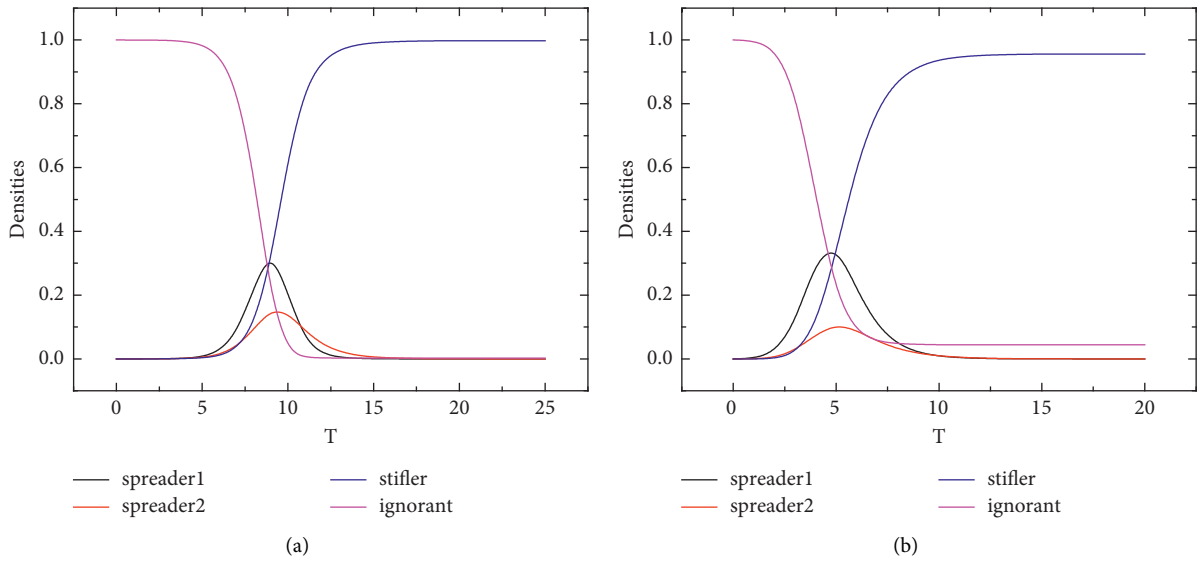 1.0
0.8
0.6
0.4
0.2
0.0
Densities
0 5 10 15 20 25
T
spreader1 stifler
spreader2 ignorant
(a)
1.0
0.8
0.6
0.4
0.2
0.0
Densities
0 5 10 15 20
T
spreader1 stifler
spreader2 ignorant
(b)